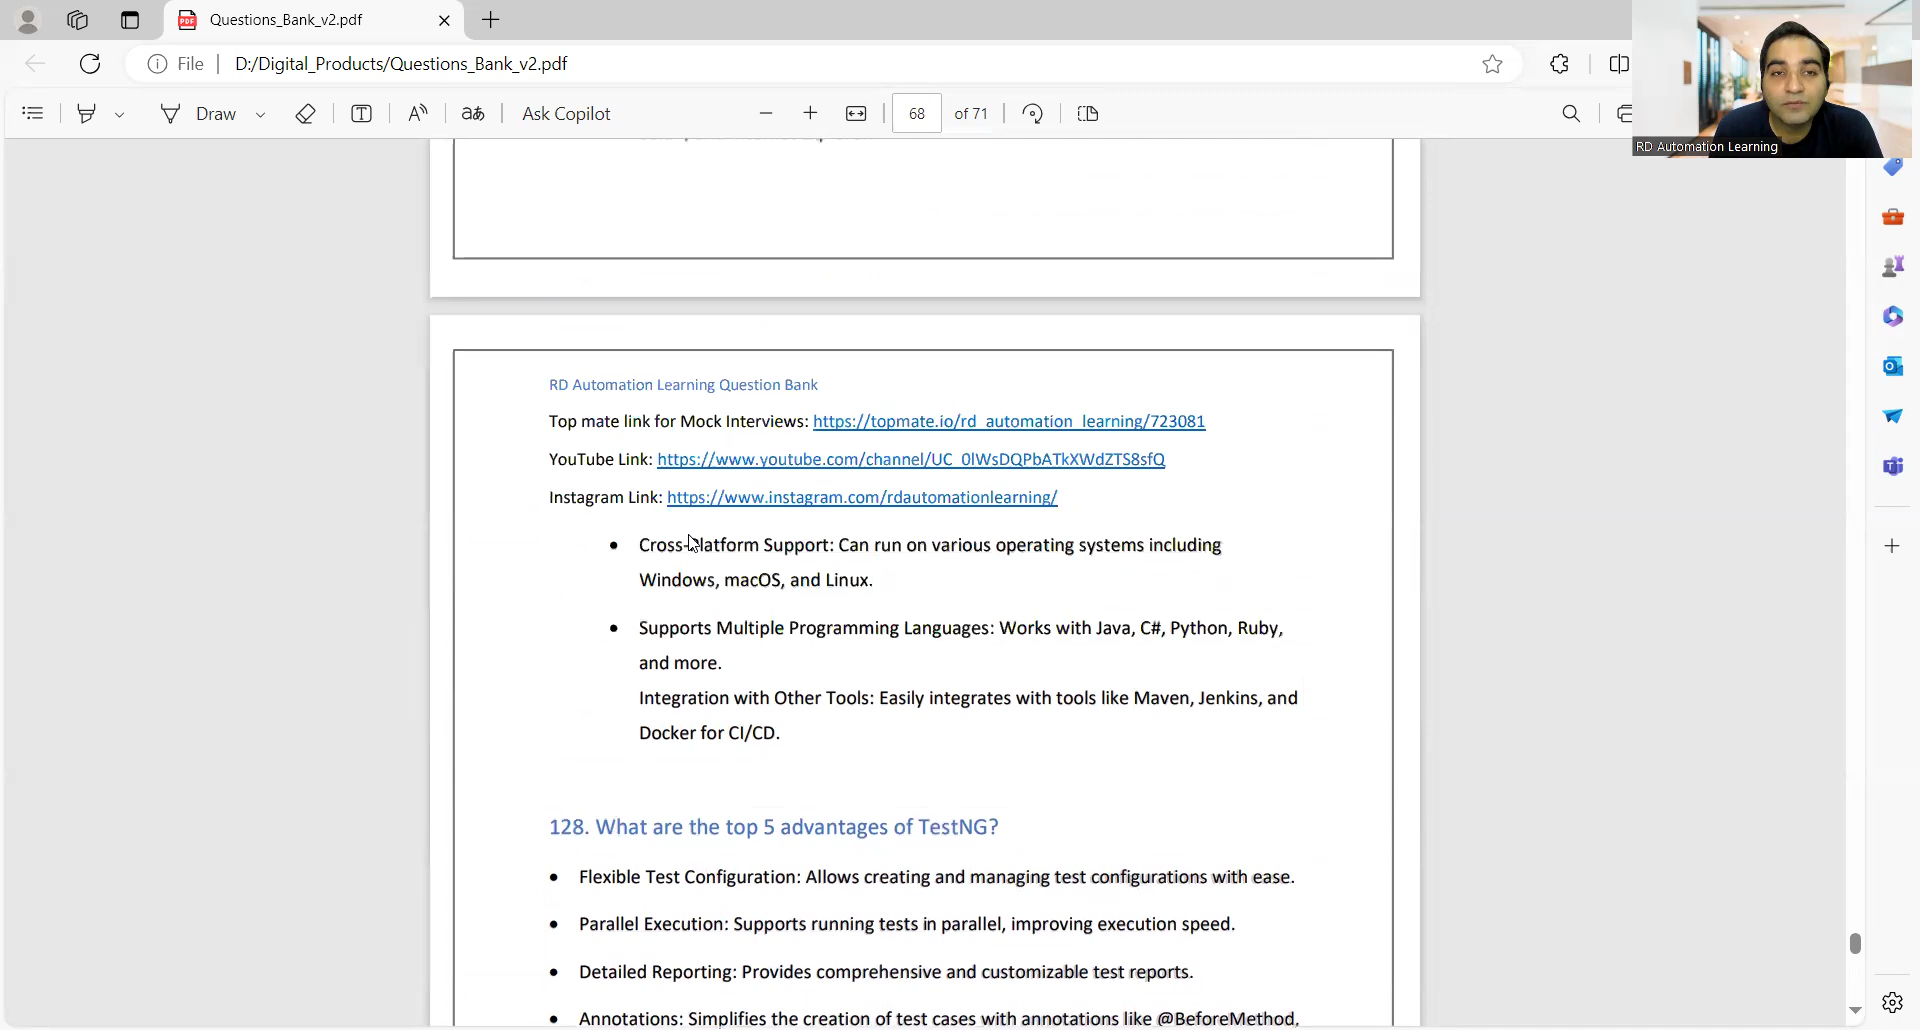 Questions_Bank_v2.pdf
File | D:/Digital_Products/Questions_Bank_v2.pdf
Draw
aあ
Ask Copilot
68 of 71
RD Automation Learning
RD Automation Learning Question Bank
Top mate link for Mock Interviews: https://topmate.io/rd_automation_learning/723081
YouTube Link: https://www.youtube.com/channel/UC_0lWsDQPbATkXWdZTS8sfQ
Instagram Link: https://www.instagram.com/rdautomationlearning/
• Cross-Platform Support: Can run on various operating systems including
Windows, macOS, and Linux.
• Supports Multiple Programming Languages: Works with Java, C#, Python, Ruby,
and more.
Integration with Other Tools: Easily integrates with tools like Maven, Jenkins, and
Docker for CI/CD.
128. What are the top 5 advantages of TestNG?
• Flexible Test Configuration: Allows creating and managing test configurations with ease.
• Parallel Execution: Supports running tests in parallel, improving execution speed.
• Detailed Reporting: Provides comprehensive and customizable test reports.
• Annotations: Simplifies the creation of test cases with annotations like @BeforeMethod,